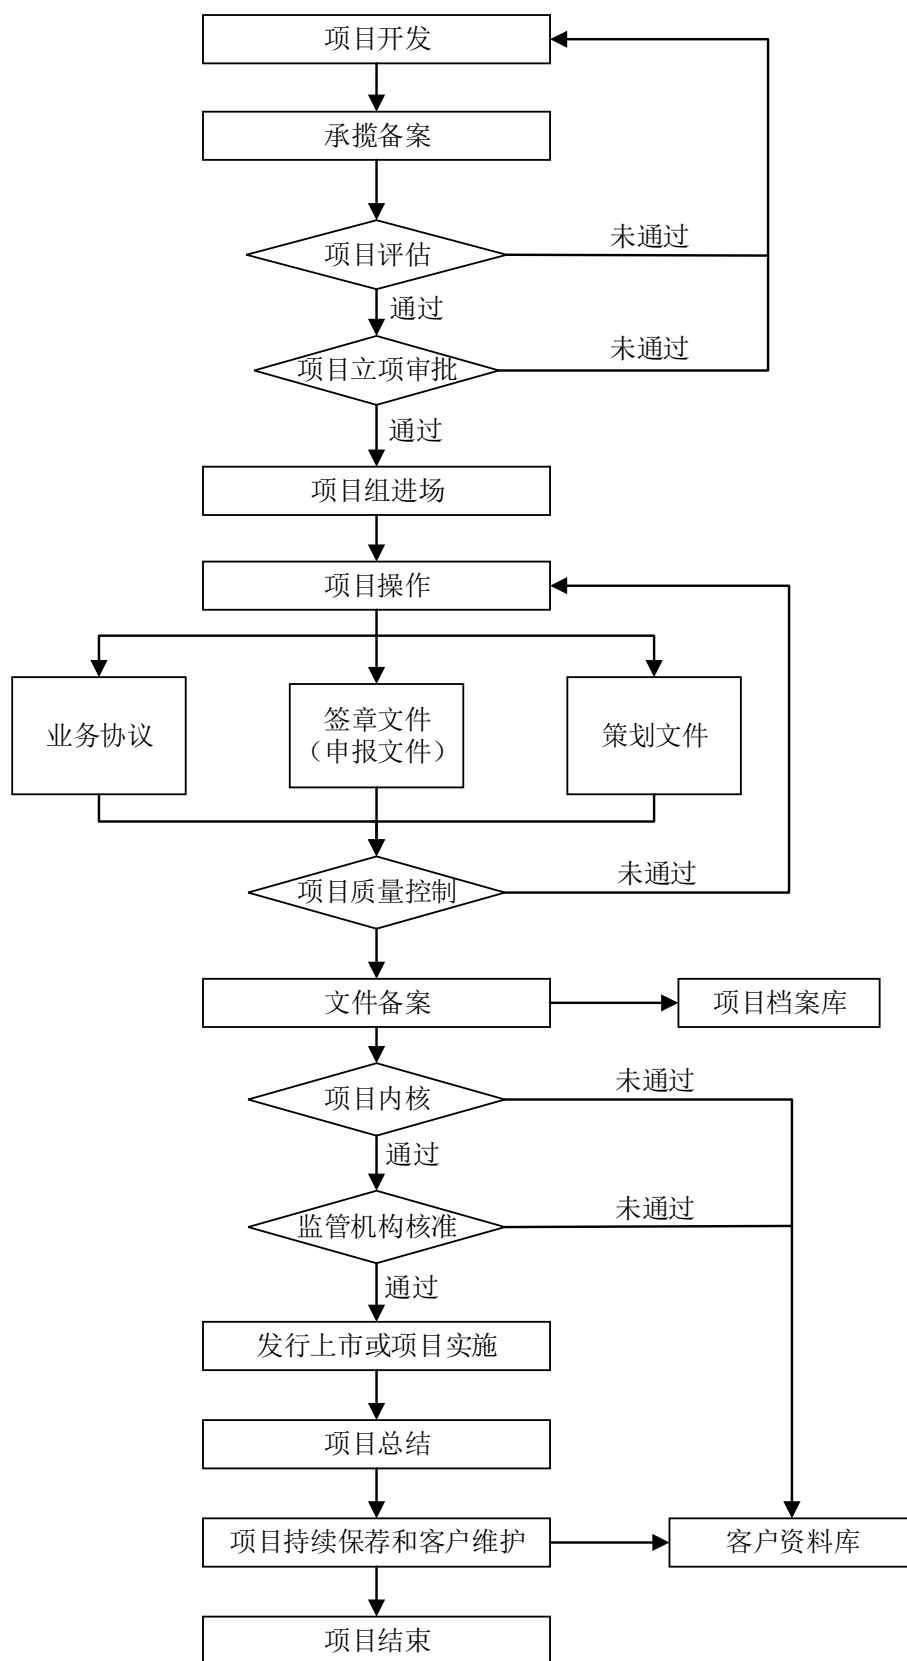 项目开发
承揽备案
项目评估
未通过
通过
项目立项审批
未通过
通过
项目组进场
项目操作
业务协议
签章文件
（申报文件）
策划文件
项目质量控制
未通过
文件备案
项目档案库
项目内核
未通过
通过
监管机构核准
未通过
通过
发行上市或项目实施
项目总结
项目持续保荐和客户维护
客户资料库
项目结束